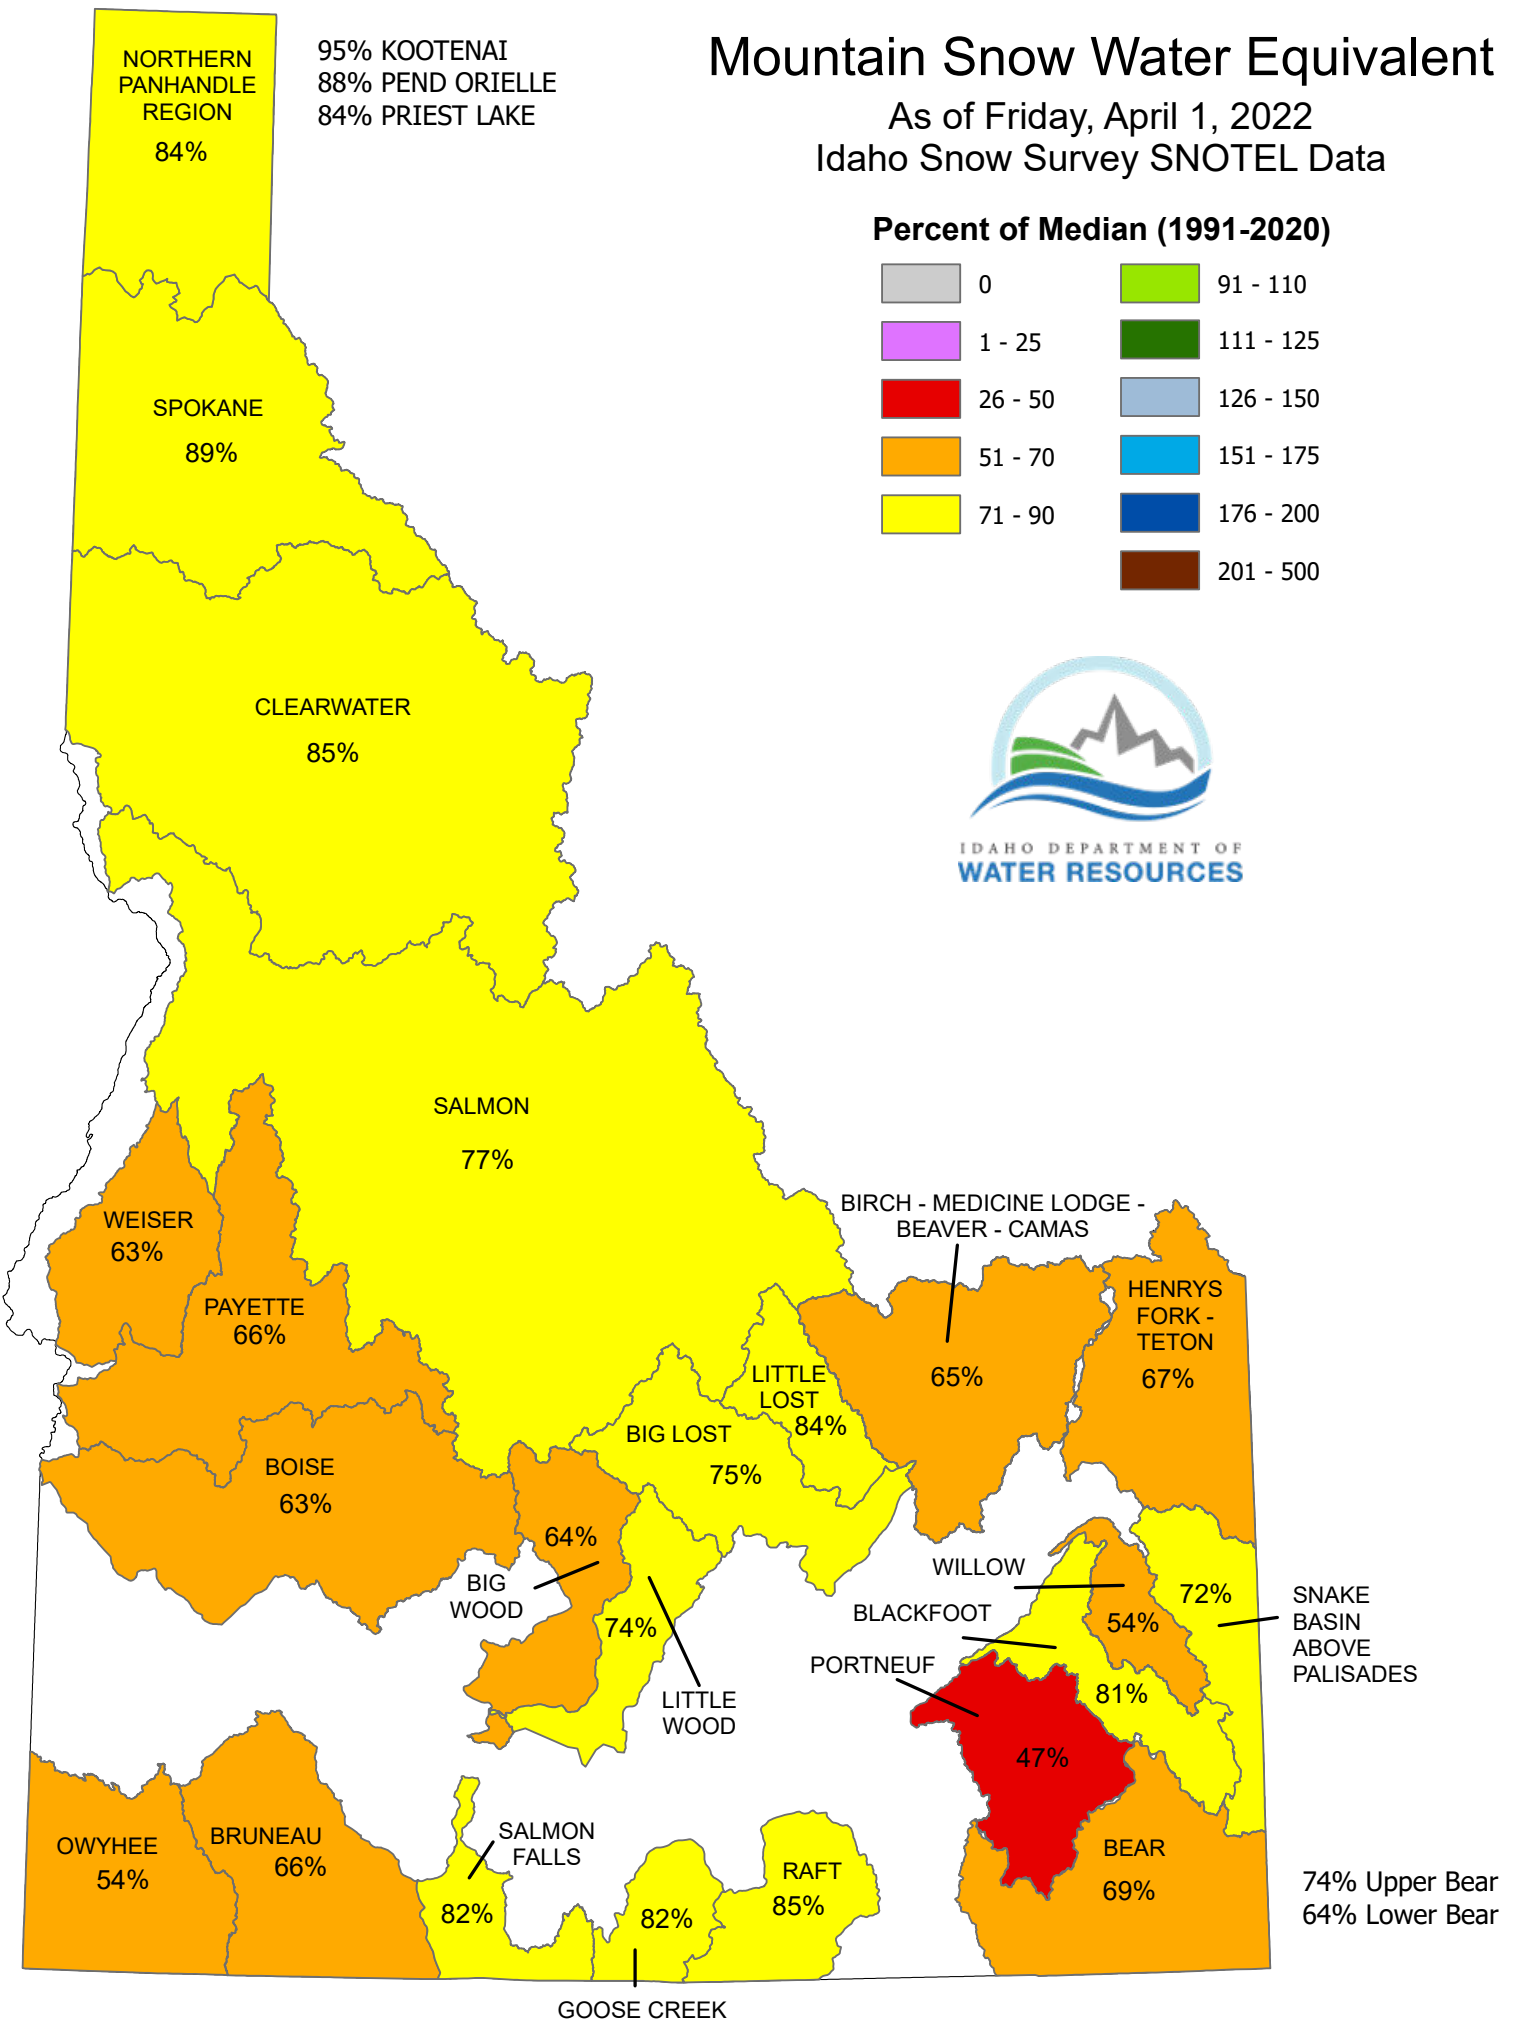 Mountain Snow Water Equivalent
As of Friday, April 1, 2022
Idaho Snow Survey SNOTEL Data
95% KOOTENAI
88% PEND ORIELLE
84% PRIEST LAKE
Percent of Median (1991-2020)
0
1 - 25
26 - 50
51 - 70
71 - 90
91 - 110
111 - 125
126 - 150
151 - 175
176 - 200
201 - 500
IDAHO DEPARTMENT OF
WATER RESOURCES
NORTHERN
PANHANDLE
REGION
84%
SPOKANE
89%
CLEARWATER
85%
SALMON
77%
WEISER
63%
PAYETTE
66%
BOISE
63%
BIRCH - MEDICINE LODGE -
BEAVER - CAMAS
65%
HENRYS
FORK -
TETON
67%
LITTLE
LOST
84%
BIG LOST
75%
64%
BIG
WOOD
74%
LITTLE
WOOD
WILLOW
54%
72%
SNAKE
BASIN
ABOVE
PALISADES
BLACKFOOT
81%
PORTNEUF
47%
BEAR
69%
74% Upper Bear
64% Lower Bear
OWYHEE
54%
BRUNEAU
66%
SALMON
FALLS
82%
82%
GOOSE CREEK
RAFT
85%